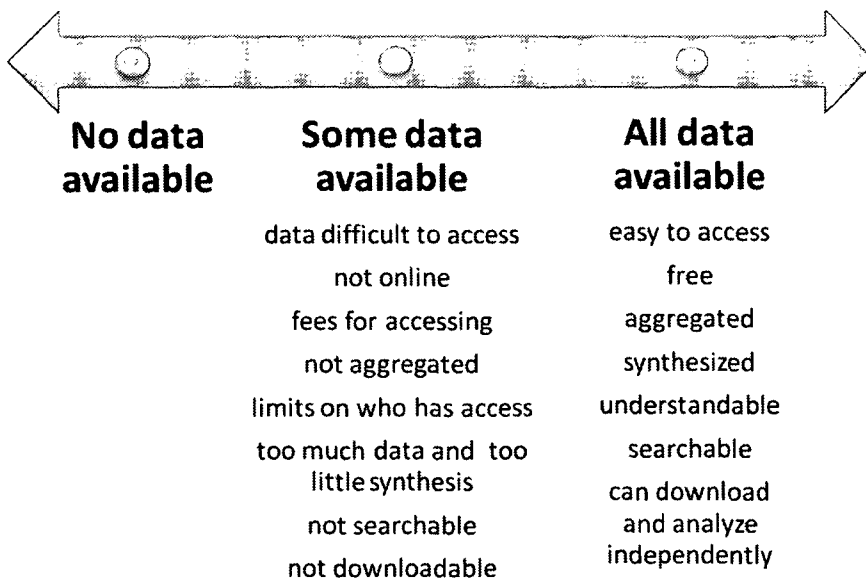 No data
available
Some data
available
data difficult to access
not online
fees for accessing
not aggregated
limits on who has access
too much data and too
little synthesis
not searchable
not downloadable
All data
available
easy to access
free
aggregated
synthesized
understandable
searchable
can download
and analyze
independently